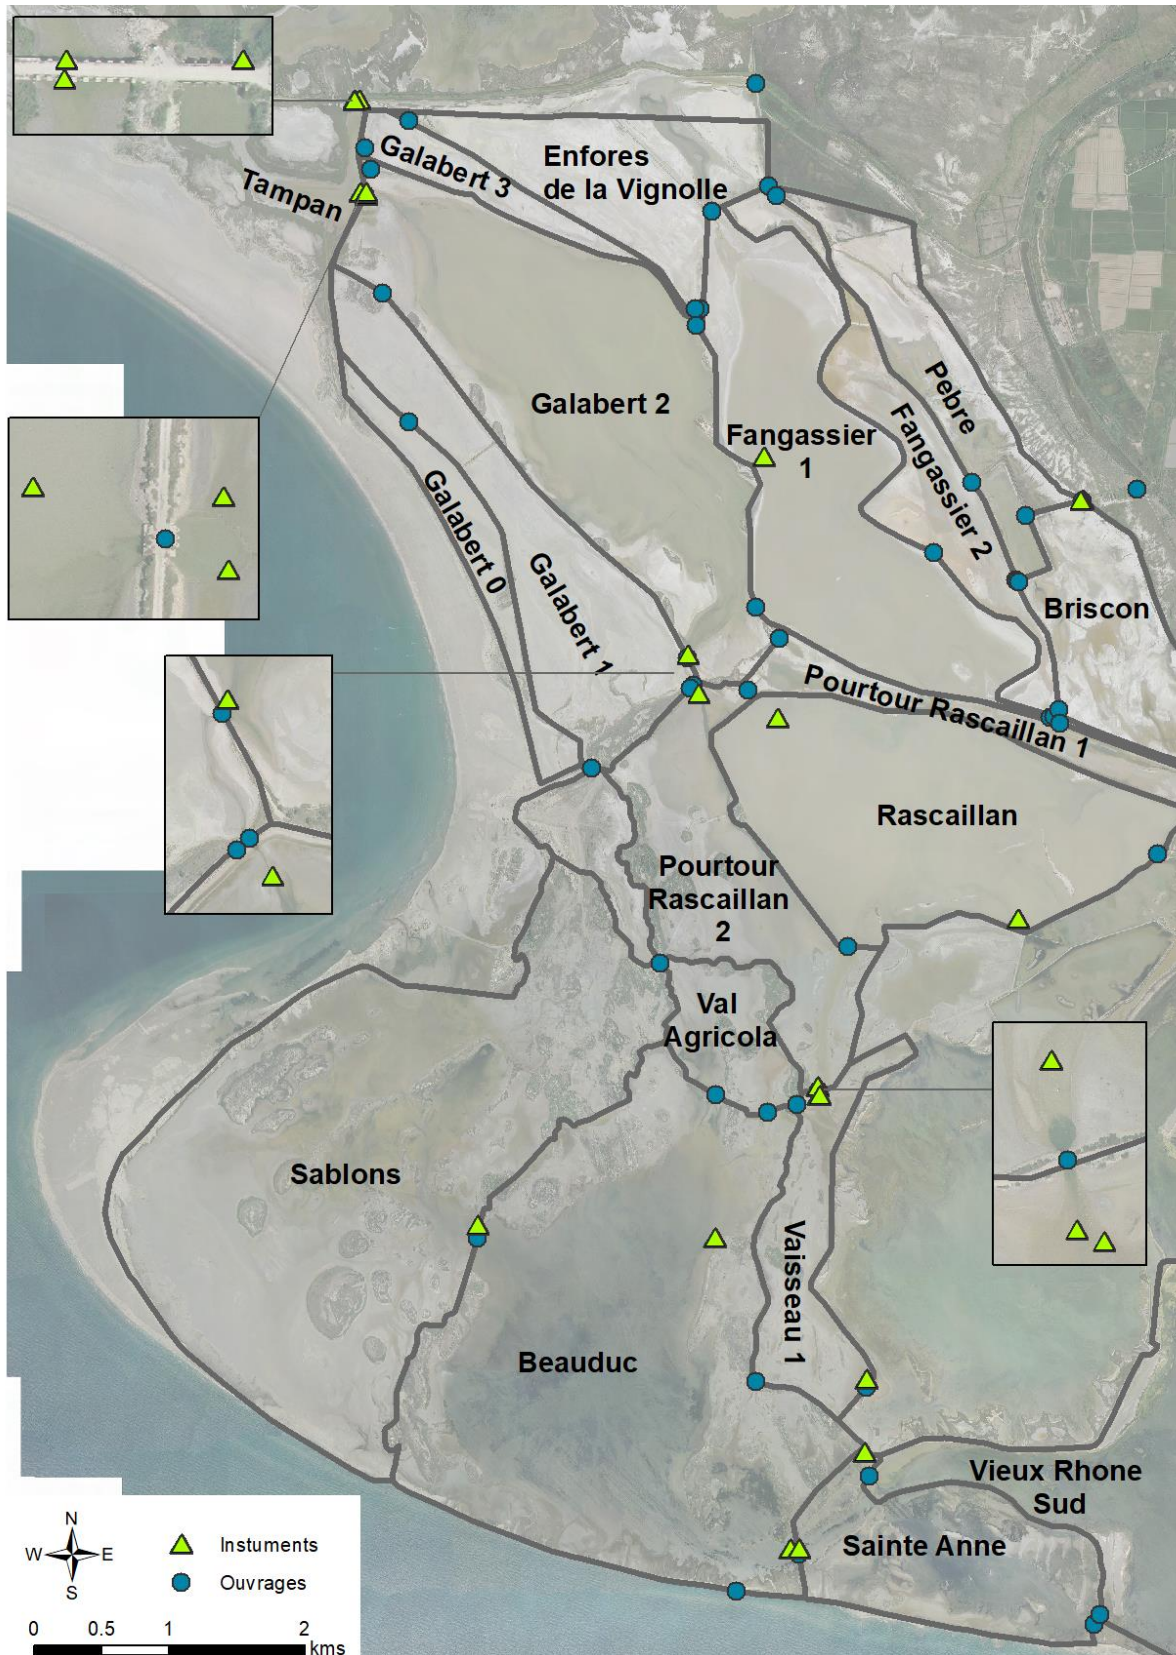 Enfores
de la Vignolle
Galabert 3
Tampan
Pebre
Galabert 2
Fangassier
1
Fangassier 2
Galabert 0
Galabert 1
Briscon
Pourtour Rascaillan 1
Rascaillan
Pourtour
Rascaillan
2
Val
Agricola
Sablons
Vaisseau 1
Beauduc
Vieux Rhone
Sud
Sainte Anne
N
W E
S
Instuments
Ouvrages
0 0.5 1 2
kms